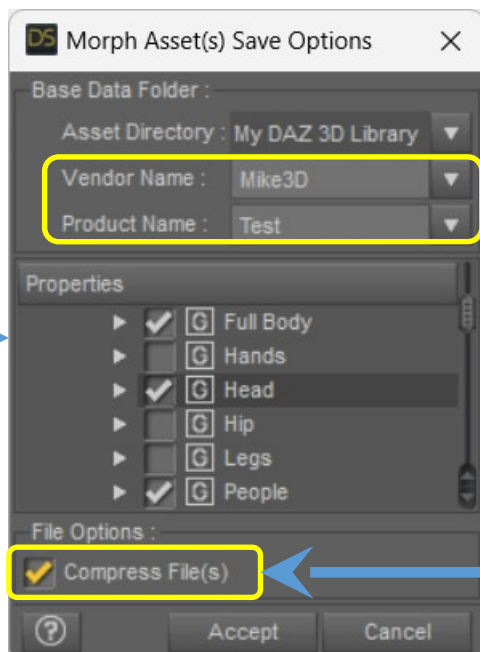 DS Morph Asset(s) Save Options
Base Data Folder :
Asset Directory : My DAZ 3D Library
Vendor Name : Mike3D
Product Name : Test
Properties
G Full Body
G Hands
G Head
G Hip
G Legs
G People
File Options :
Compress File(s)
? Accept Cancel